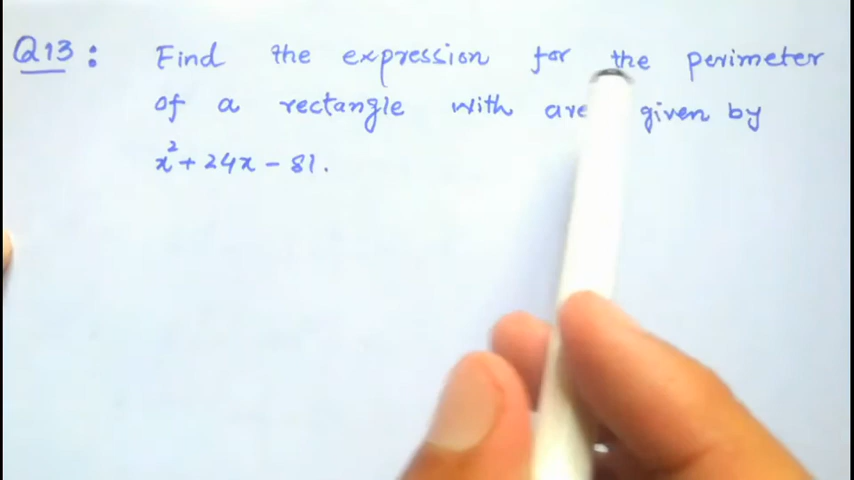 Q13: Find the expression for the perimeter
of a rectangle with are given by
x² + 24x - 81.